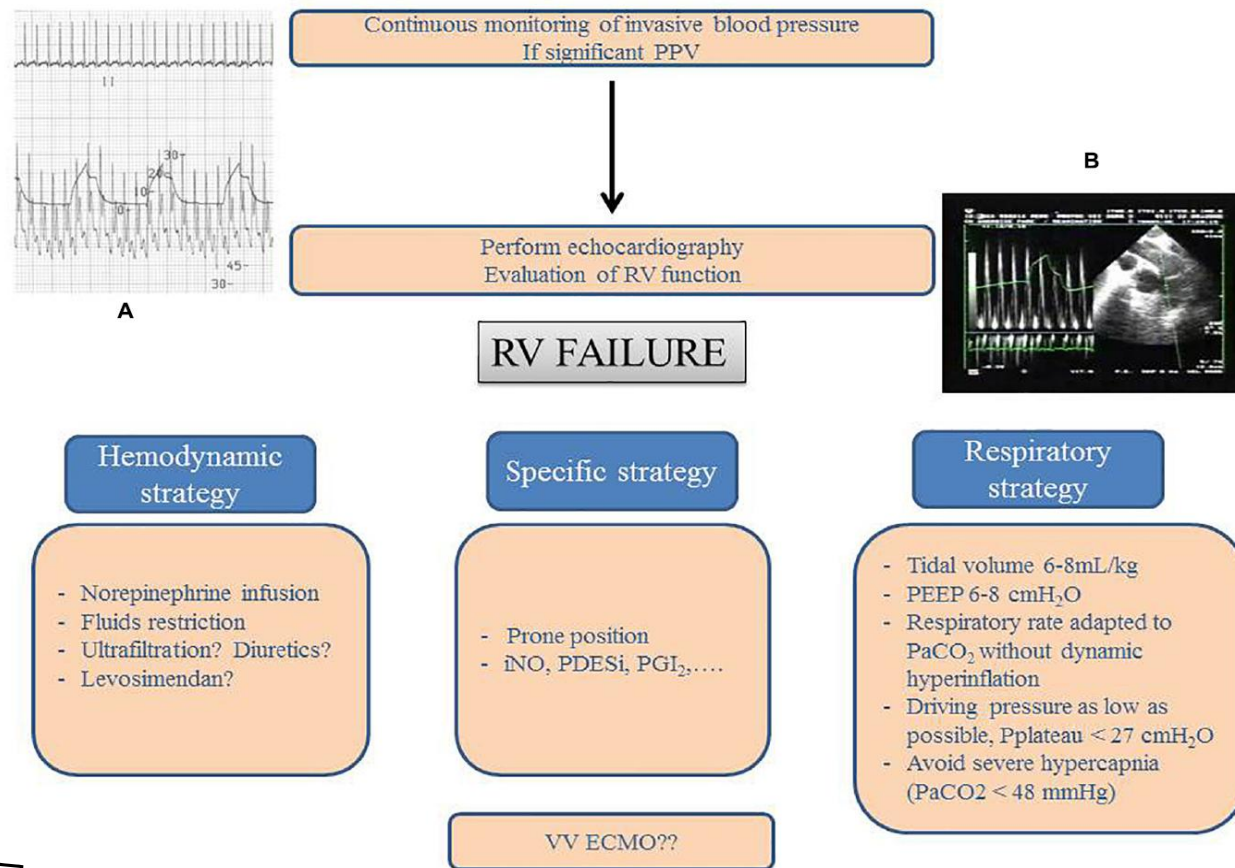 Continuous monitoring of invasive blood pressure
If significant PPV
II
30-
20-
10-
0-
45-
30-
A
B
Perform echocardiography
Evaluation of RV function
RV FAILURE
Hemodynamic
strategy
- Norepinephrine infusion
- Fluids restriction
- Ultrafiltration? Diuretics?
- Levosimendan?
Specific strategy
- Prone position
- iNO, PDESi, PGI₂,....
VV ECMO??
Respiratory
strategy
- Tidal volume 6-8mL/kg
- PEEP 6-8 cmH₂O
- Respiratory rate adapted to
PaCO₂ without dynamic
hyperinflation
- Driving pressure as low as
possible, Pplateau < 27 cmH₂O
- Avoid severe hypercapnia
(PaCO2 < 48 mmHg)